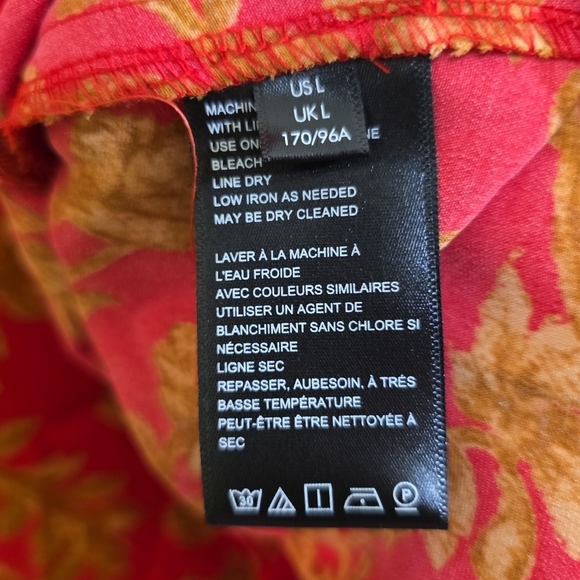 US L
UK L
170/96A
MACHIN
WITH LI NE
USE ON
BLEACH
LINE DRY
LOW IRON AS NEEDED
MAY BE DRY CLEANED
LAVER À LA MACHINE À
L'EAU FROIDE
AVEC COULEURS SIMILAIRES
UTILISER UN AGENT DE
BLANCHIMENT SANS CHLORE SI
NÉCESSAIRE
LIGNE SEC
REPASSER, AUBESOIN, À TRÉS
BASSE TEMPÉRATURE
PEUT-ÊTRE ÊTRE NETTOYÉE À
SEC
30 P